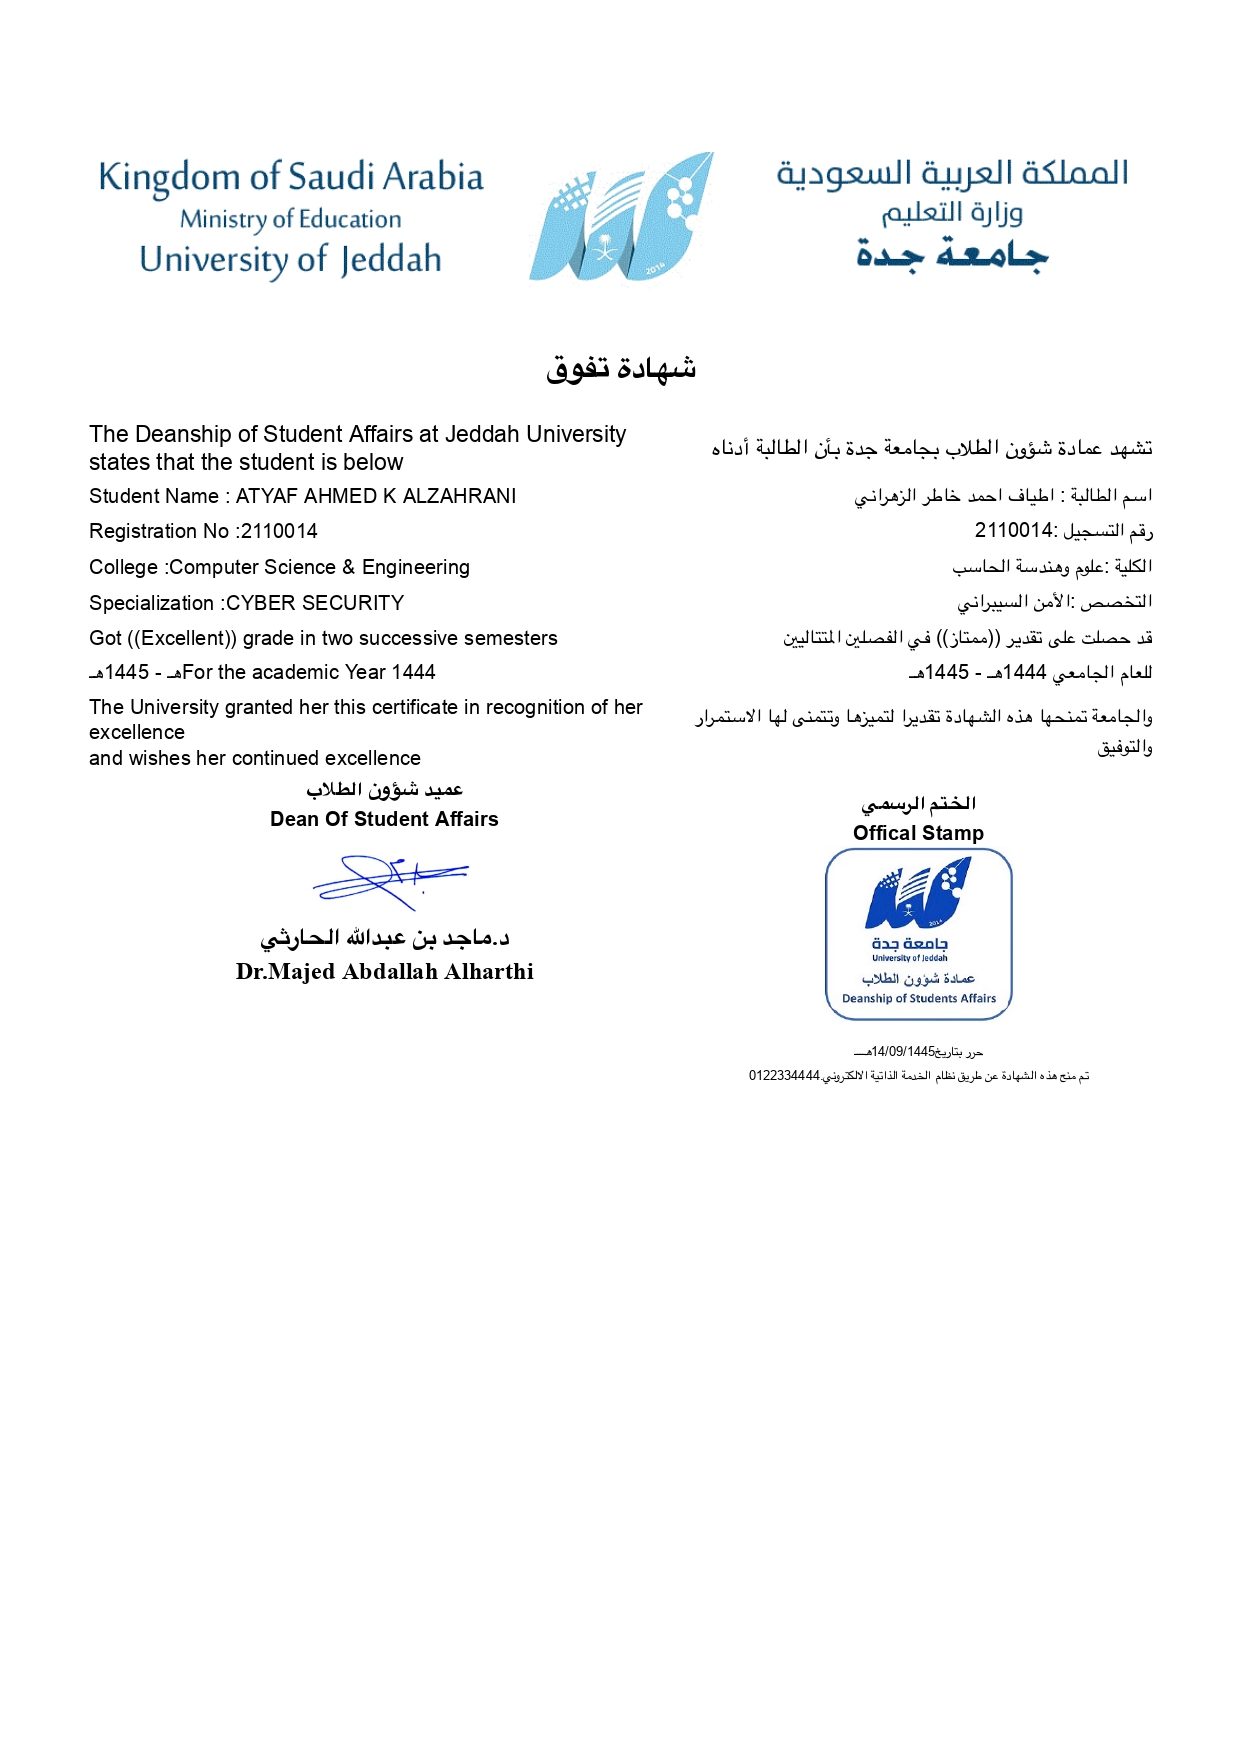 Kingdom of Saudi Arabia
Ministry of Education
University of Jeddah
2014
المملكة العربية السعودية
وزارة التعليم
جامعة جدة
شهادة تفوق
The Deanship of Student Affairs at Jeddah University
states that the student is below
تشهد عمادة شؤون الطلاب بجامعة جدة بأن الطالبة أدناه
Student Name : ATYAF AHMED K ALZAHRANI
اسم الطالبة : اطياف احمد خاطر الزهراني
Registration No :2110014
رقم التسجيل :2110014
College :Computer Science & Engineering
الكلية :علوم وهندسة الحاسب
Specialization :CYBER SECURITY
التخصص :الأمن السيبراني
Got ((Excellent)) grade in two successive semesters
قد حصلت على تقدير ((ممتاز)) في الفصلين المتتاليين
هـ - 1445هـFor the academic Year 1444
للعام الجامعي 1444هـ - 1445هـ
The University granted her this certificate in recognition of her
excellence
and wishes her continued excellence
والجامعة تمنحها هذه الشهادة تقديرا لتميزها وتتمنى لها الاستمرار
والتوفيق
عميد شؤون الطلاب
Dean Of Student Affairs
د.ماجد بن عبدالله الحارثي
Dr.Majed Abdallah Alharthi
الختم الرسمي
Offical Stamp
2014
جامعة جدة
University of Jeddah
عمادة شؤون الطلاب
Deanship of Students Affairs
حرر بتاريخ14/09/1445هـــ
تم منح هذه الشهادة عن طريق نظام الخدمة الذاتية الالكتروني.0122334444